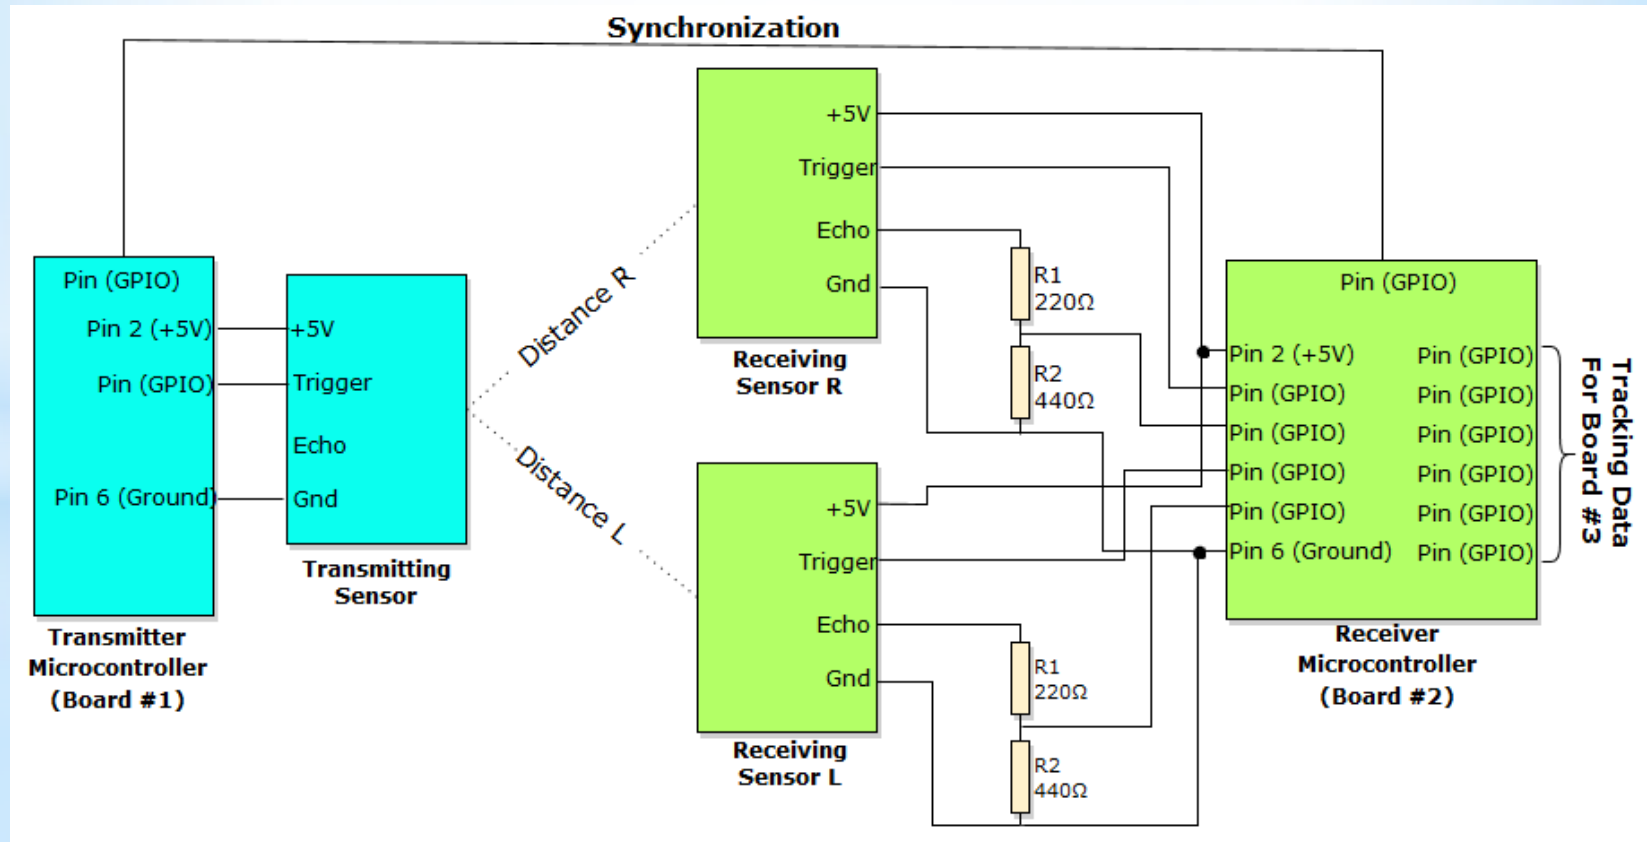 Synchronization
Pin (GPIO)
Pin 2 (+5V)
Pin (GPIO)
Pin 6 (Ground)
Transmitter
Microcontroller
(Board #1)
+5V
Trigger
Echo
Gnd
Transmitting
Sensor
Distance R
Distance L
+5V
Trigger
Echo
Gnd
Receiving
Sensor R
R1
220Ω
R2
440Ω
+5V
Trigger
Echo
Gnd
Receiving
Sensor L
R1
220Ω
R2
440Ω
Pin (GPIO)
Pin 2 (+5V)
Pin (GPIO)
Pin (GPIO)
Pin (GPIO)
Pin (GPIO)
Pin 6 (Ground)
Pin (GPIO)
Pin (GPIO)
Pin (GPIO)
Pin (GPIO)
Pin (GPIO)
Pin (GPIO)
Receiver
Microcontroller
(Board #2)
Tracking Data
For Board #3